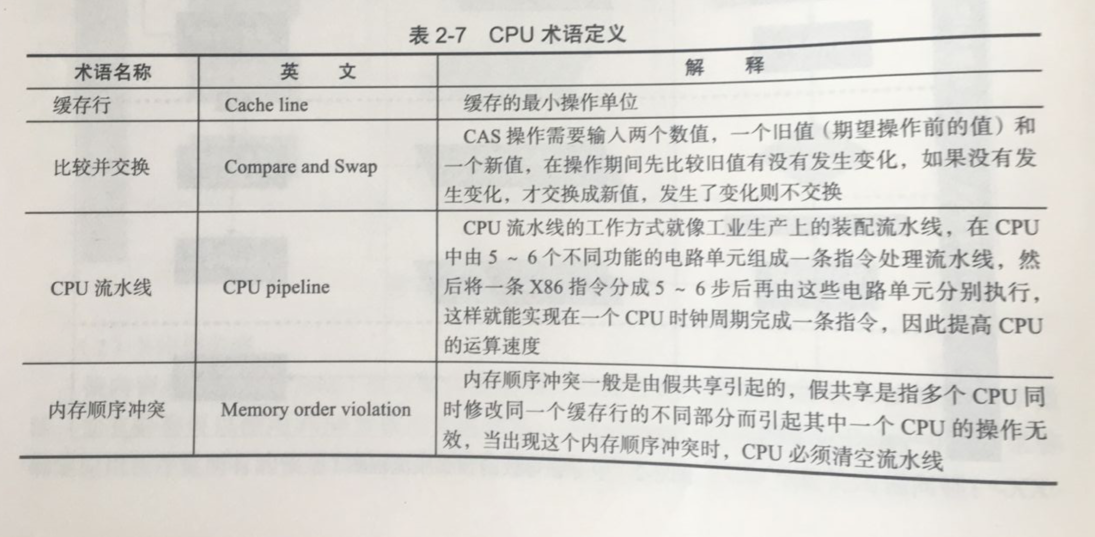 表 2-7 CPU 术语定义
术语名称 英 文 解 释
缓存行 Cache line 缓存的最小操作单位
CAS 操作需要输入两个数值，一个旧值（期望操作前的值）和
比较并交换 Compare and Swap 一个新值，在操作期间先比较旧值有没有发生变化，如果没有发
生变化，才交换成新值，发生了变化则不交换
CPU 流水线的工作方式就像工业生产上的装配流水线，在 CPU
中由 5 ~ 6 个不同功能的电路单元组成一条指令处理流水线，然
CPU 流水线 CPU pipeline 后将一条 X86 指令分成 5 ~ 6 步后再由这些电路单元分别执行，
这样就能实现在一个 CPU 时钟周期完成一条指令，因此提高 CPU
的运算速度
内存顺序冲突一般是由假共享引起的，假共享是指多个 CPU 同
内存顺序冲突 Memory order violation 时修改同一个缓存行的不同部分而引起其中一个 CPU 的操作无
效，当出现这个内存顺序冲突时，CPU 必须清空流水线